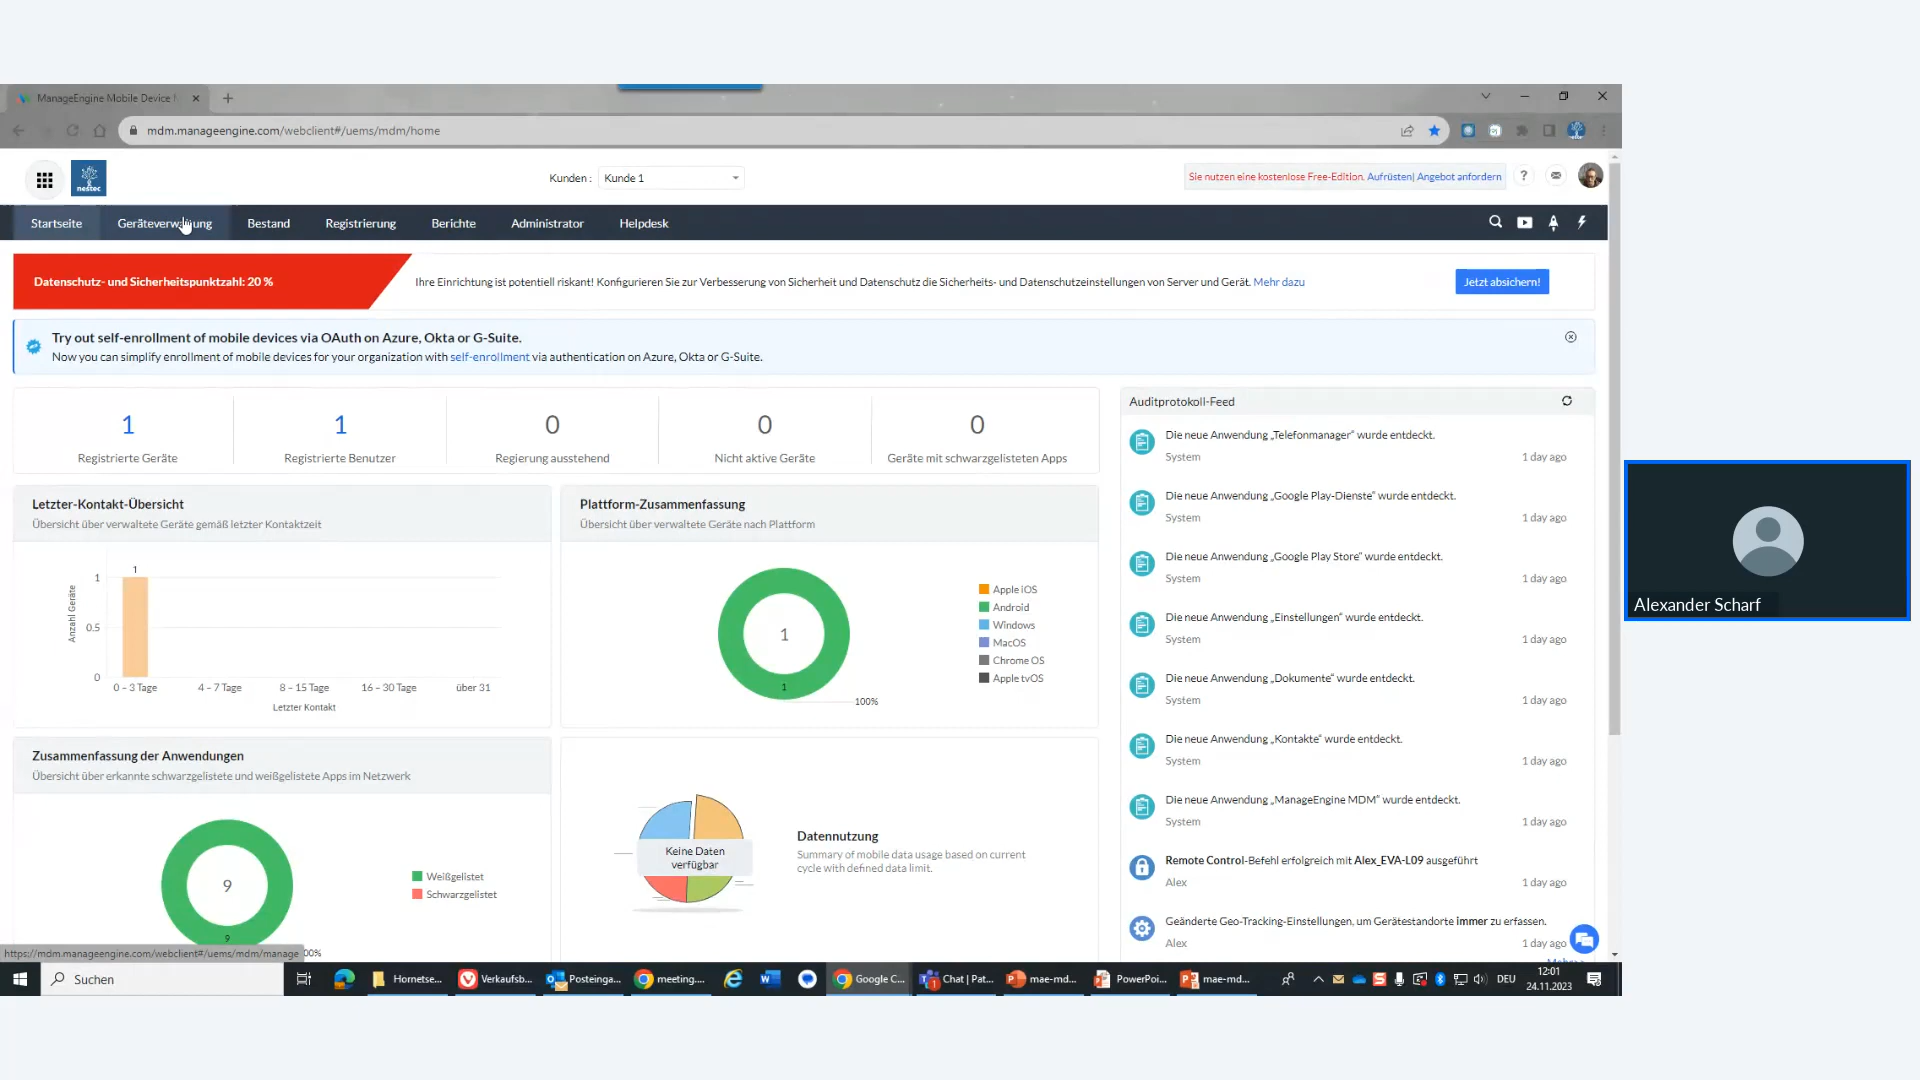 ManageEngine Mobile Device
mdm.manageengine.com/webclient#/uems/mdm/home
nestec
Kunden :
Kunde 1
Sie nutzen eine kostenlose Free-Edition. Aufrüsten| Angebot anfordern
?
Startseite
Geräteverwaltung
Bestand
Registrierung
Berichte
Administrator
Helpdesk
Datenschutz- und Sicherheitspunktzahl: 20 %
Ihre Einrichtung ist potentiell riskant! Konfigurieren Sie zur Verbesserung von Sicherheit und Datenschutz die Sicherheits- und Datenschutzeinstellungen von Server und Gerät. Mehr dazu
Jetzt absichern!
Try out self-enrollment of mobile devices via OAuth on Azure, Okta or G-Suite.
Now you can simplify enrollment of mobile devices for your organization with self-enrollment via authentication on Azure, Okta or G-Suite.
1
Registrierte Geräte
1
Registrierte Benutzer
0
Regierung ausstehend
0
Nicht aktive Geräte
0
Geräte mit schwarzgelisteten Apps
Letzter-Kontakt-Übersicht
Übersicht über verwaltete Geräte gemäß letzter Kontaktzeit
Anzahl Geräte
1
0.5
0
1
0 – 3 Tage
4 – 7 Tage
8 – 15 Tage
16 – 30 Tage
über 31
Letzter Kontakt
Plattform-Zusammenfassung
Übersicht über verwaltete Geräte nach Plattform
1
1
100%
Apple iOS
Android
Windows
MacOS
Chrome OS
Apple tvOS
Zusammenfassung der Anwendungen
Übersicht über erkannte schwarzgelistete und weißgelistete Apps im Netzwerk
9
9
00%
Weißgelistet
Schwarzgelistet
Keine Daten
verfügbar
Datennutzung
Summary of mobile data usage based on current
cycle with defined data limit.
Auditprotokoll-Feed
Die neue Anwendung „Telefonmanager" wurde entdeckt.
System
1 day ago
Die neue Anwendung „Google Play-Dienste" wurde entdeckt.
System
1 day ago
Die neue Anwendung „Google Play Store" wurde entdeckt.
System
1 day ago
Die neue Anwendung „Einstellungen" wurde entdeckt.
System
1 day ago
Die neue Anwendung „Dokumente" wurde entdeckt.
System
1 day ago
Die neue Anwendung „Kontakte" wurde entdeckt.
System
1 day ago
Die neue Anwendung „ManageEngine MDM" wurde entdeckt.
System
1 day ago
Remote Control-Befehl erfolgreich mit Alex_EVA-L09 ausgeführt
Alex
1 day ago
Geänderte Geo-Tracking-Einstellungen, um Gerätestandorte immer zu erfassen.
Alex
1 day ago
https://mdm.manageengine.com/webclient#/uems/mdm/manage
Suchen
Hornetse...
Verkaufsb...
Posteinga...
meeting....
Google C...
Chat | Pat...
mae-md...
PowerPoi...
mae-md...
DEU
12:01
24.11.2023
Alexander Scharf